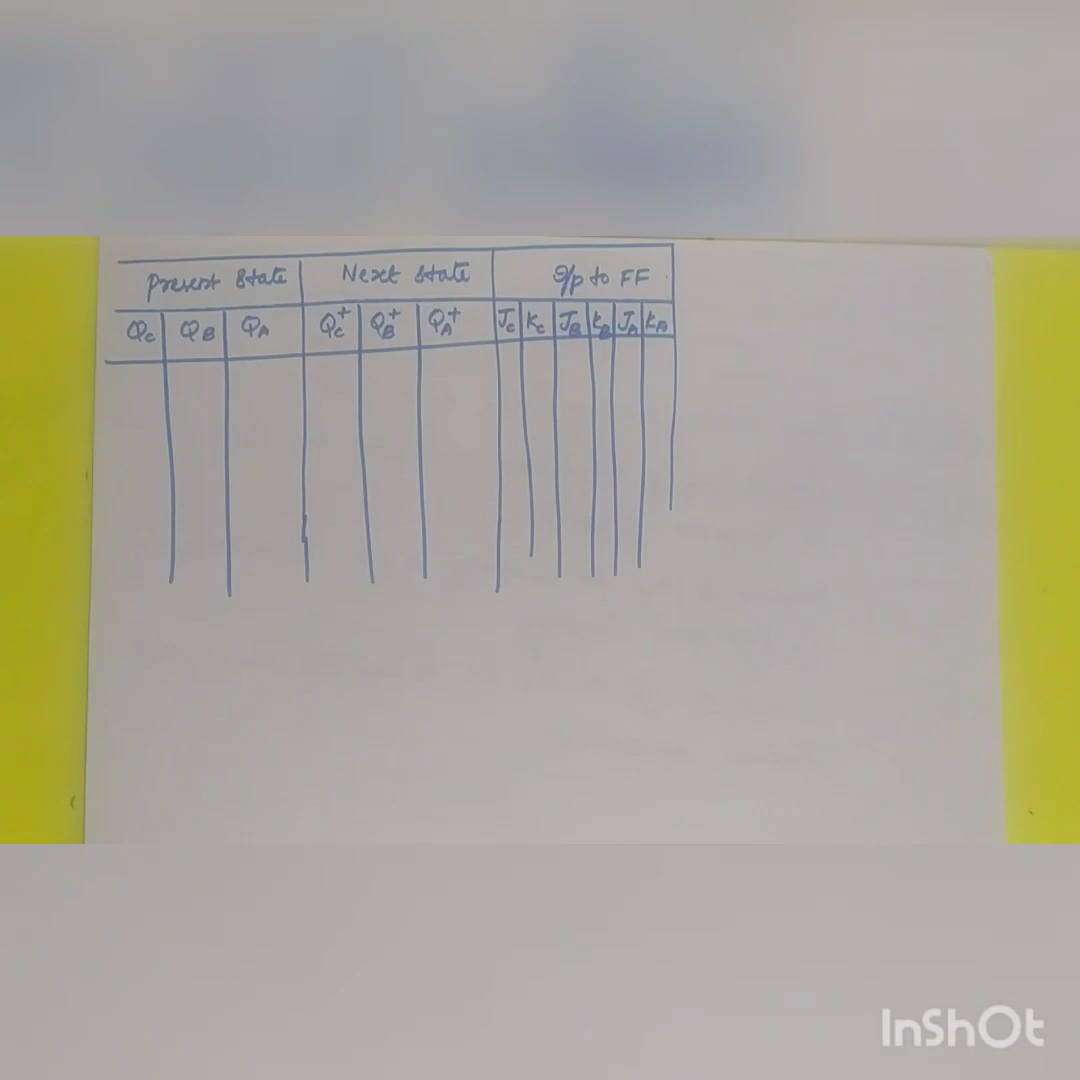 Present State Next state I/p to FF
Qc QB QA Qc+ QB+ QA+ Jc Kc JB KB JA KA
InShOt